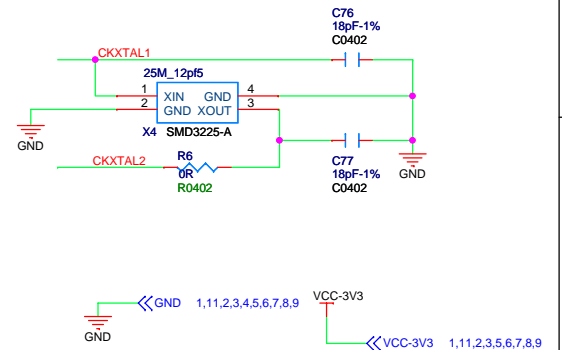 C76
18pF-1%
C0402
CKXTAL1
25M_12pf5
1 XIN GND 4
2 GND XOUT 3
X4 SMD3225-A
GND
CKXTAL2
R6
0R
R0402
C77
18pF-1%
C0402
GND
GND 1,11,2,3,4,5,6,7,8,9
GND
VCC-3V3
VCC-3V3 1,11,2,3,5,6,7,8,9